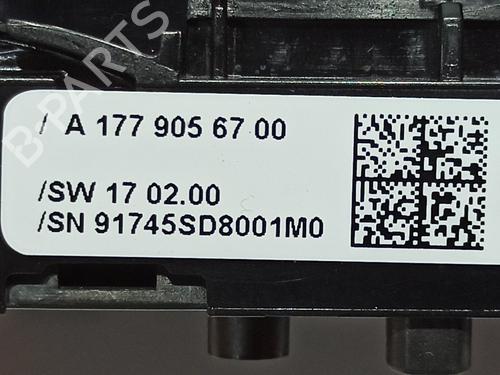 B-PARTS
/ A 177 905 67 00
/SW 17 02.00
/SN 91745SD8001M0